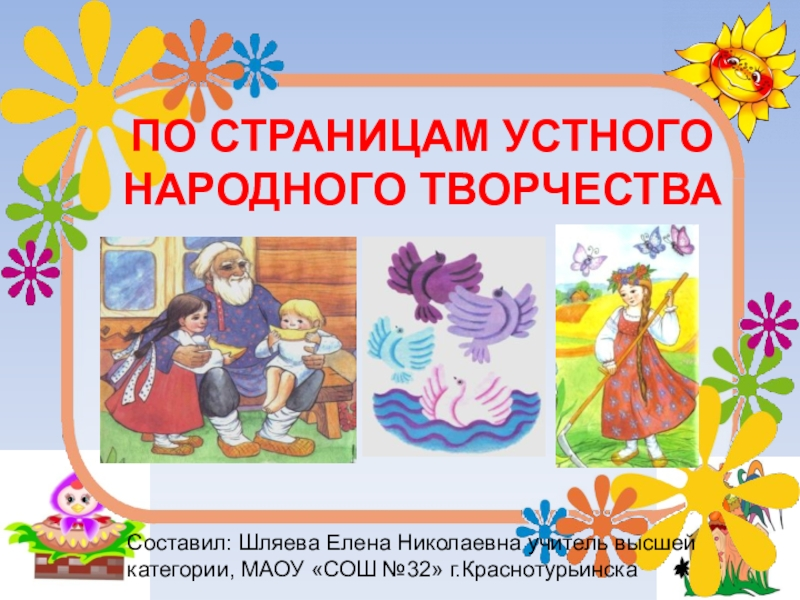 ПО СТРАНИЦАМ УСТНОГО
НАРОДНОГО ТВОРЧЕСТВА
Составил: Шляева Елена Николаевна учитель высшей
категории, МАОУ «СОШ №32» г.Краснотурьинска